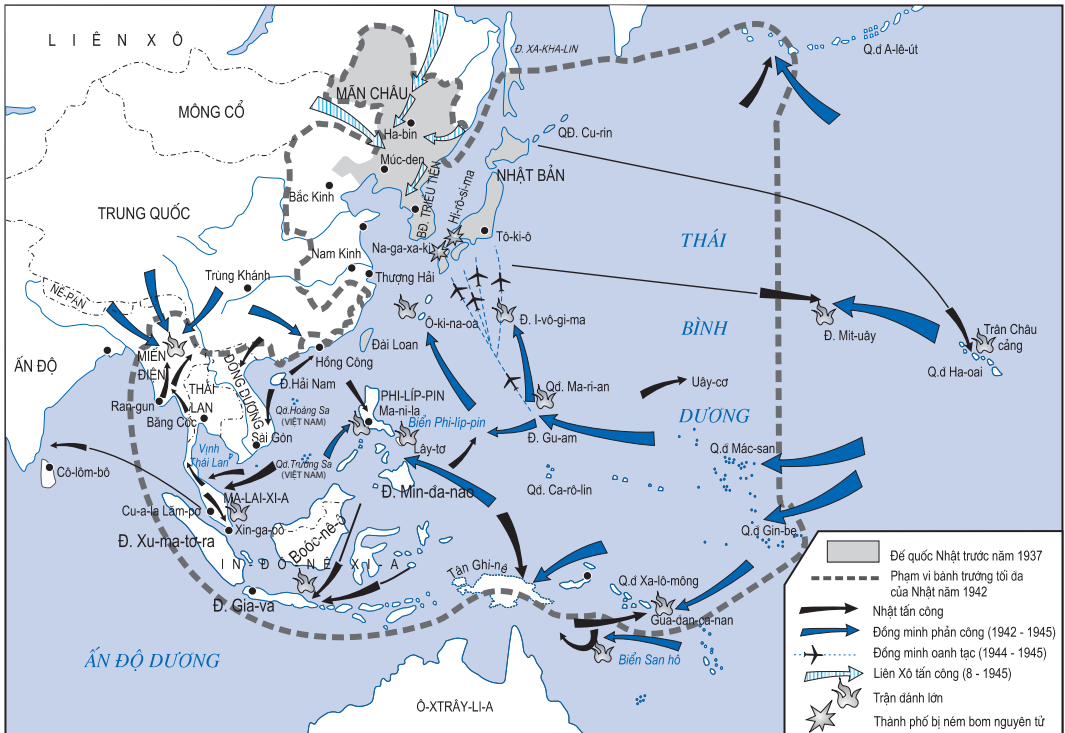 LIÊN XÔ
Đ. XA-KHA-LIN
Q.đ A-lê-út
MÔNG CỔ
MÃN CHÂU
Ha-bin
QĐ. Cu-rin
Múc-đen
NHẬT BẢN
Bắc Kinh
BĐ. TRIỀU TIÊN
Hi-rô-si-ma
TRUNG QUỐC
Tô-ki-ô
THÁI
Na-ga-xa-ki
Nam Kinh
Thượng Hải
Trùng Khánh
NÊ-PAN
Ô-ki-na-oa
Đ. I-vô-gi-ma
BÌNH
Đ. Mit-uây
Trân Châu
cảng
Đài Loan
MIẾN
ĐIỆN
ẤN ĐỘ
Hồng Công
Q.đ Ha-oai
ĐÔNG DƯƠNG
THÁI
LAN
Đ.Hải Nam
PHI-LÍP-PIN
Ma-ni-la
Qđ. Ma-ri-an
Uây-cơ
Ran-gun
Băng Cốc
Qđ.Hoàng Sa
(VIỆT NAM)
Biển Phi-líp-pin
DƯƠNG
Sài Gòn
Đ. Gu-am
Vịnh
Thái Lan
Lây-tơ
Q.đ Mác-san
Qđ.Trường Sa
(VIỆT NAM)
Cô-lôm-bô
Đ. Min-đa-nao
Qđ. Ca-rô-lin
MA-LAI-XI-A
Cu-a-la Lăm-pơ
Xin-ga-po
Q.đ Gin-be
Đ. Xu-ma-tơ-ra
Boóc-nê-ô
IN-ĐÔ-NÊ-XI-A
Tân Ghi-nê
Q.đ Xa-lô-mông
Đ. Gia-va
Gua-đan-ca-nan
ẤN ĐỘ DƯƠNG
Biển San hô
Ô-XTRÂY-LI-A
Đế quốc Nhật trước năm 1937
Phạm vi bành trướng tối đa
của Nhật năm 1942
Nhật tấn công
Đồng minh phản công (1942 - 1945)
Đồng minh oanh tạc (1944 - 1945)
Liên Xô tấn công (8 - 1945)
Trận đánh lớn
Thành phố bị ném bom nguyên tử